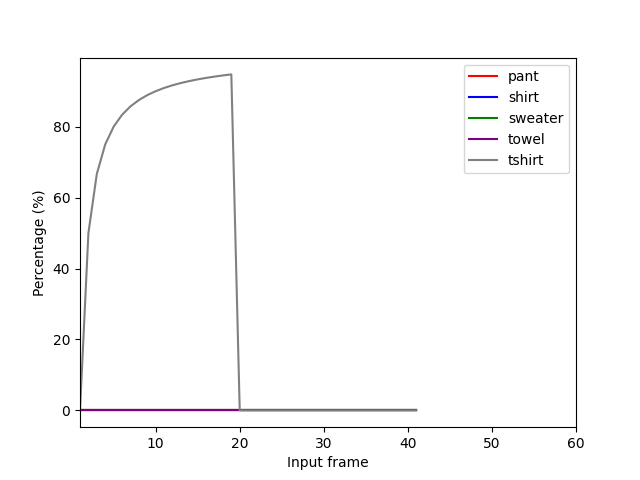 pant
shirt
sweater
towel
tshirt
Percentage (%)
80
60
40
20
0
10 20 30 40 50 60
Input frame